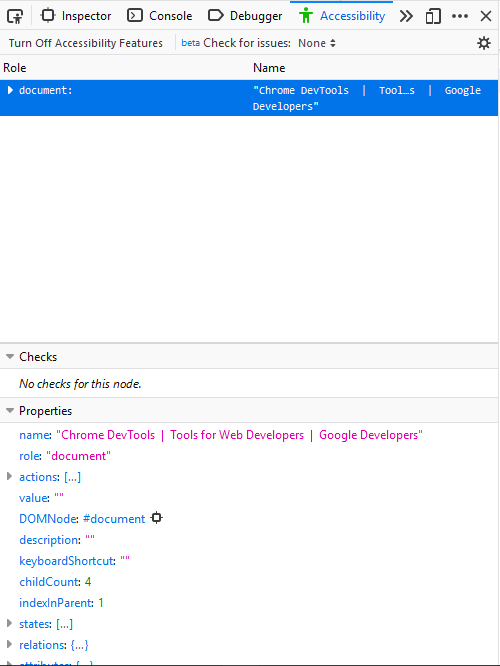 Inspector Console Debugger Accessibility
Turn Off Accessibility Features beta Check for issues: None
Role Name
document: "Chrome DevTools | Tool…s | Google
Developers"
Checks
No checks for this node.
Properties
name: "Chrome DevTools | Tools for Web Developers | Google Developers"
role: "document"
actions: […]
value: ""
DOMNode: #document
description: ""
keyboardShortcut: ""
childCount: 4
indexInParent: 1
states: […]
relations: {…}
attributes: {…}